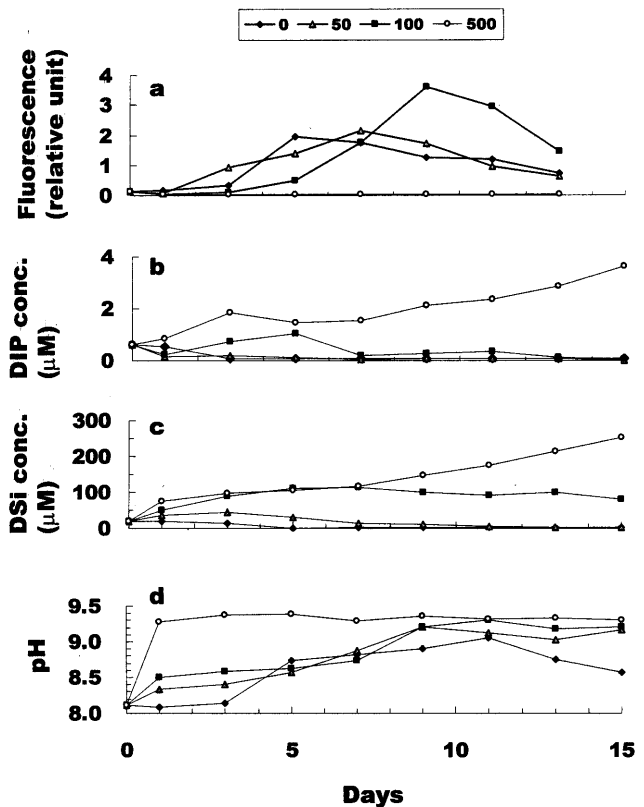 0 50 100 500
a
Fluorescence
(relative unit)
4
3
2
1
0
b
DIP conc.
(μM)
4
2
0
c
DSi conc.
(μM)
300
200
100
0
d
pH
9.5
9.0
8.5
8.0
0 5 10 15
Days